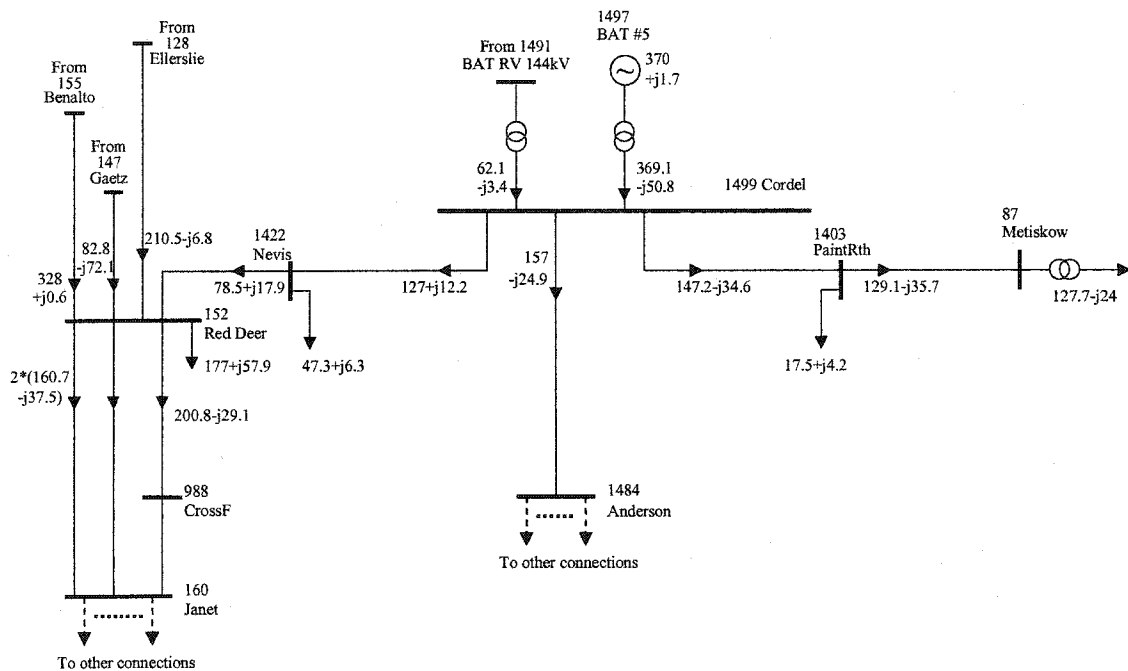 From
128
Ellerslie
From
155
Benalto
From
147
Gaetz
From 1491
BAT RV 144kV
1497
BAT #5
370
+j1.7
62.1
-j3.4
369.1
-j50.8
1499 Cordel
210.5-j6.8
82.8
-j72.1
328
+j0.6
1422
Nevis
78.5+j17.9
127+j12.2
157
-j24.9
147.2-j34.6
1403
PaintRth
129.1-j35.7
87
Metiskow
127.7-j24
152
Red Deer
177+j57.9
47.3+j6.3
17.5+j4.2
2*(160.7
-j37.5)
200.8-j29.1
988
CrossF
1484
Anderson
To other connections
160
Janet
To other connections